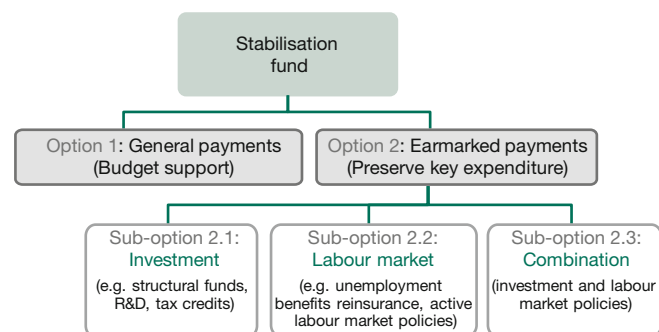 Stabilisation
fund
Option 1: General payments
(Budget support)
Option 2: Earmarked payments
(Preserve key expenditure)
Sub-option 2.1:
Investment
(e.g. structural funds,
R&D, tax credits)
Sub-option 2.2:
Labour market
(e.g. unemployment
benefits reinsurance, active
labour market policies)
Sub-option 2.3:
Combination
(investment and labour
market policies)